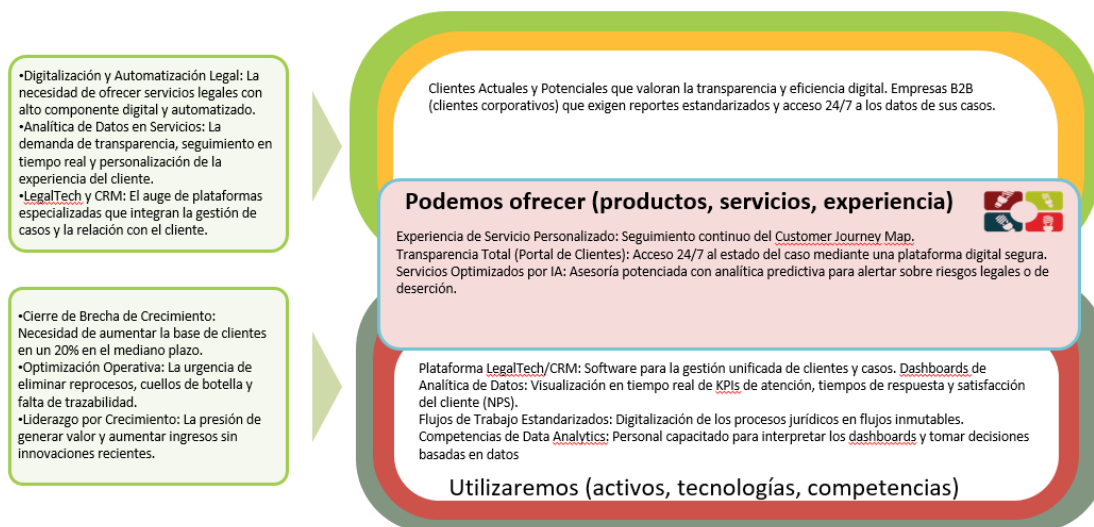 •Digitalización y Automatización Legal: La
necesidad de ofrecer servicios legales con
alto componente digital y automatizado.
•Analítica de Datos en Servicios: La
demanda de transparencia, seguimiento en
tiempo real y personalización de la
experiencia del cliente.
•LegalTech y CRM: El auge de plataformas
especializadas que integran la gestión de
casos y la relación con el cliente.
•Cierre de Brecha de Crecimiento:
Necesidad de aumentar la base de clientes
en un 20% en el mediano plazo.
•Optimización Operativa: La urgencia de
eliminar reprocesos, cuellos de botella y
falta de trazabilidad.
•Liderazgo por Crecimiento: La presión de
generar valor y aumentar ingresos sin
innovaciones recientes.
Clientes Actuales y Potenciales que valoran la transparencia y eficiencia digital. Empresas B2B
(clientes corporativos) que exigen reportes estandarizados y acceso 24/7 a los datos de sus casos.
Podemos ofrecer (productos, servicios, experiencia)
Experiencia de Servicio Personalizado: Seguimiento continuo del Customer Journey Map.
Transparencia Total (Portal de Clientes): Acceso 24/7 al estado del caso mediante una plataforma digital segura.
Servicios Optimizados por IA: Asesoría potenciada con analítica predictiva para alertar sobre riesgos legales o de
deserción.
Plataforma LegalTech/CRM: Software para la gestión unificada de clientes y casos. Dashboards de
Analítica de Datos: Visualización en tiempo real de KPIs de atención, tiempos de respuesta y satisfacción
del cliente (NPS).
Flujos de Trabajo Estandarizados: Digitalización de los procesos jurídicos en flujos inmutables.
Competencias de Data Analytics: Personal capacitado para interpretar los dashboards y tomar decisiones
basadas en datos
Utilizaremos (activos, tecnologías, competencias)